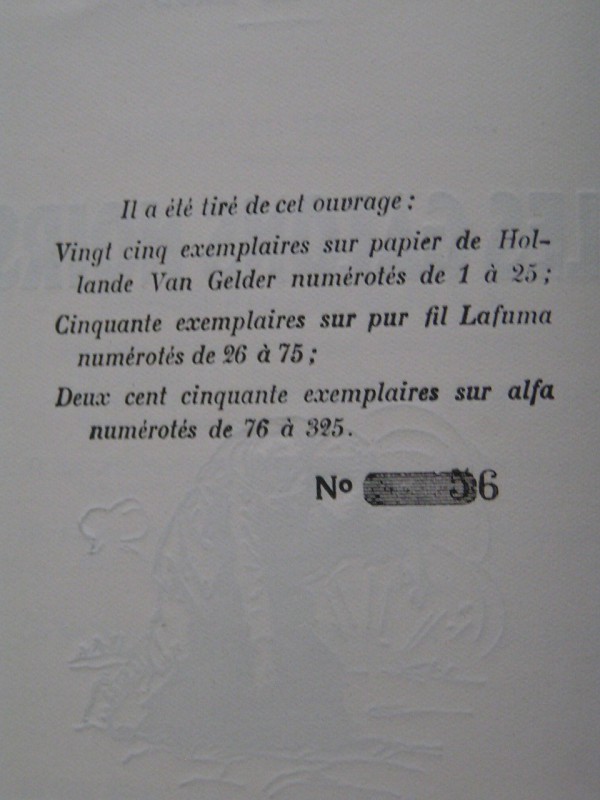 Il a été tiré de cet ouvrage :
Vingt cinq exemplaires sur papier de Hol-
lande Van Gelder numérotés de 1 à 25 ;
Cinquante exemplaires sur pur fil Lafuma
numérotés de 26 à 75 ;
Deux cent cinquante exemplaires sur alfa
numérotés de 76 à 325.
No 56